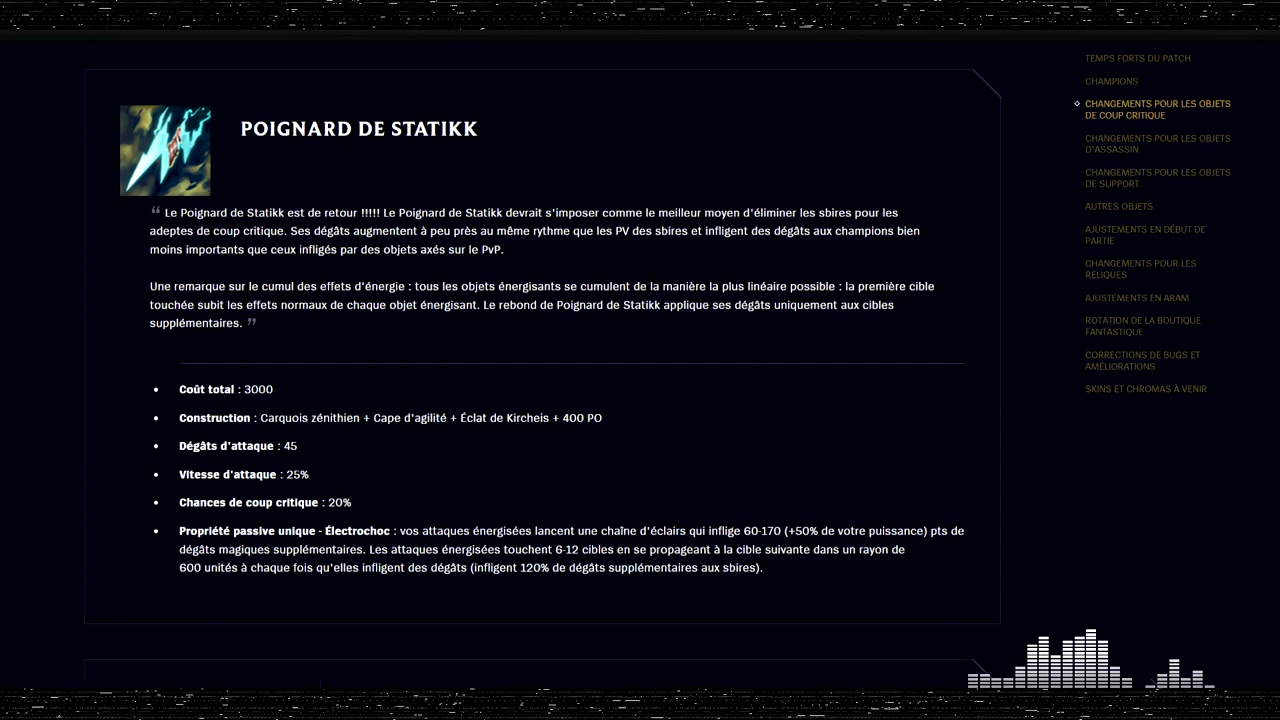 POIGNARD DE STATIKK
“ Le Poignard de Statikk est de retour !!!!! Le Poignard de Statikk devrait s'imposer comme le meilleur moyen d'éliminer les sbires pour les
adeptes de coup critique. Ses dégâts augmentent à peu près au même rythme que les PV des sbires et infligent des dégâts aux champions bien
moins importants que ceux infligés par des objets axés sur le PvP.
Une remarque sur le cumul des effets d'énergie : tous les objets énergisants se cumulent de la manière la plus linéaire possible : la première cible
touchée subit les effets normaux de chaque objet énergisant. Le rebond de Poignard de Statikk applique ses dégâts uniquement aux cibles
supplémentaires. ”
• Coût total : 3000
• Construction : Carquois zénithien + Cape d'agilité + Éclat de Kircheis + 400 PO
• Dégâts d'attaque : 45
• Vitesse d'attaque : 25%
• Chances de coup critique : 20%
• Propriété passive unique - Électrochoc : vos attaques énergisées lancent une chaîne d'éclairs qui inflige 60-170 (+50% de votre puissance) pts de
dégâts magiques supplémentaires. Les attaques énergisées touchent 6-12 cibles en se propageant à la cible suivante dans un rayon de
600 unités à chaque fois qu'elles infligent des dégâts (infligent 120% de dégâts supplémentaires aux sbires).
TEMPS FORTS DU PATCH
CHAMPIONS
CHANGEMENTS POUR LES OBJETS
DE COUP CRITIQUE
CHANGEMENTS POUR LES OBJETS
D'ASSASSIN
CHANGEMENTS POUR LES OBJETS
DE SUPPORT
AUTRES OBJETS
AJUSTEMENTS EN DÉBUT DE
PARTIE
CHANGEMENTS POUR LES
RELIQUES
AJUSTEMENTS EN ARAM
ROTATION DE LA BOUTIQUE
FANTASTIQUE
CORRECTIONS DE BUGS ET
AMÉLIORATIONS
SKINS ET CHROMAS À VENIR